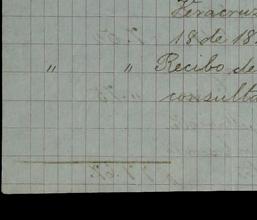 Veracruz
18 de 18
" " Recibo de
consulta